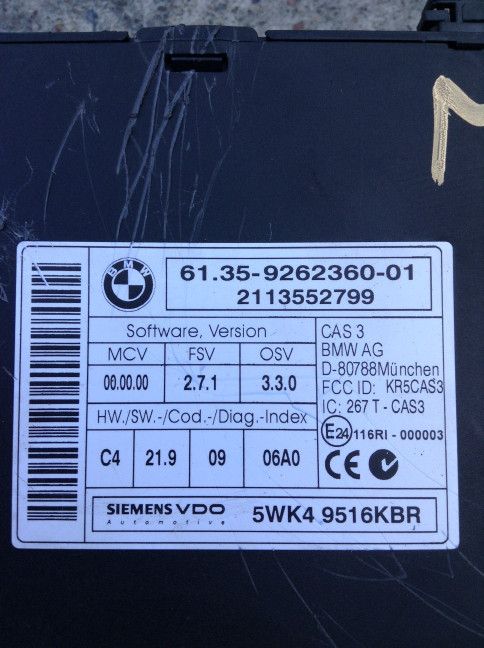 BMW
61.35-9262360-01
2113552799
Software, Version
MCV FSV OSV
00.00.00 2.7.1 3.3.0
HW./SW.-/Cod.-/Diag.-Index
C4 21.9 09 06A0
CAS 3
BMW AG
D-80788München
FCC ID: KR5CAS3
IC: 267 T - CAS3
E24 116RI - 000003
CE
SIEMENS VDO
Automotive
5WK4 9516KBR